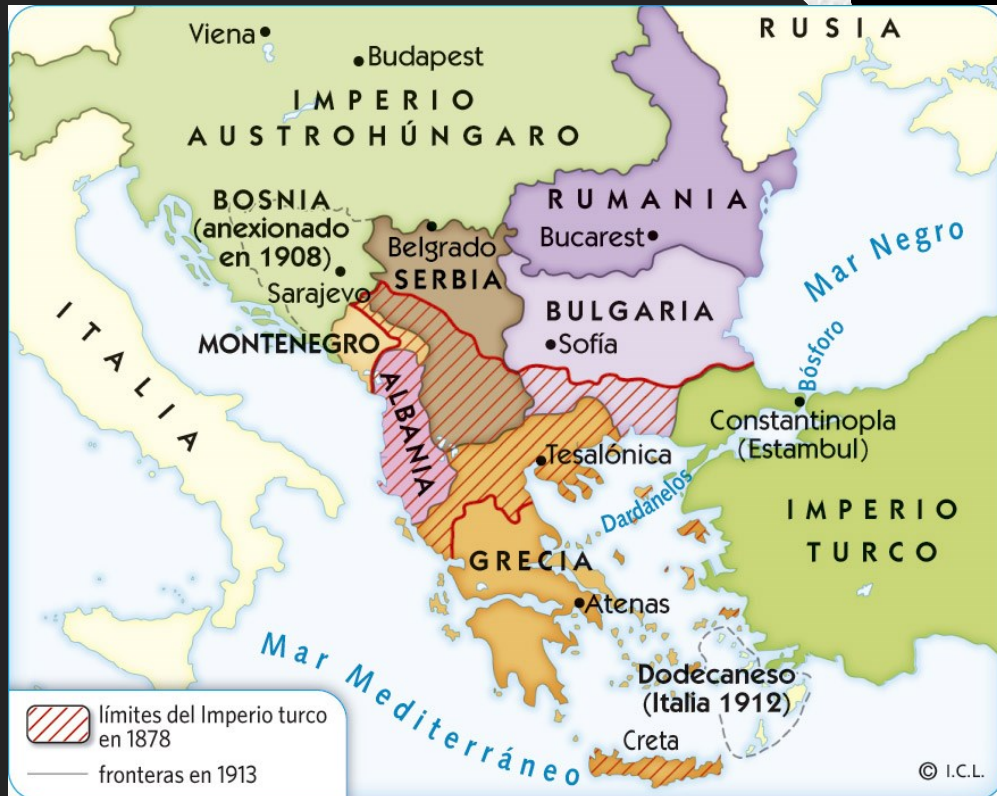 RUSIA
Viena
Budapest
IMPERIO
AUSTROHÚNGARO
BOSNIA
(anexionado
en 1908)
Sarajevo
Belgrado
SERBIA
RUMANIA
Bucarest
Mar Negro
BULGARIA
Sofía
MONTENEGRO
ITALIA
ALBANIA
Bósforo
Constantinopla
(Estambul)
Tesalónica
Dardanelos
IMPERIO
TURCO
GRECIA
Atenas
Mar Mediterráneo
Dodecaneso
(Italia 1912)
Creta
límites del Imperio turco
en 1878
fronteras en 1913
© I.C.L.